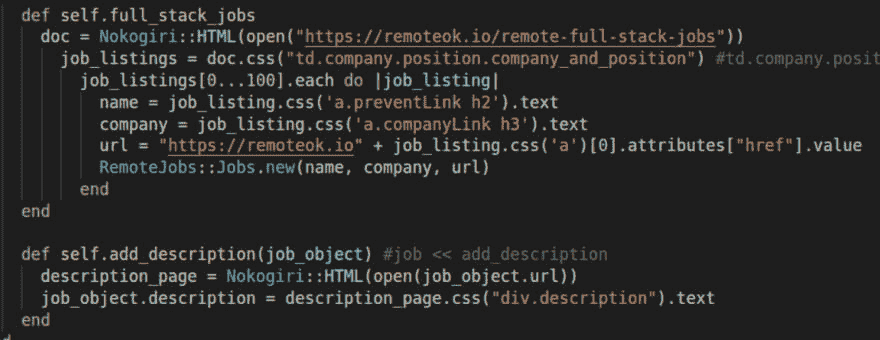 def self.full_stack_jobs
doc = Nokogiri::HTML(open("https://remoteok.io/remote-full-stack-jobs"))
job_listings = doc.css("td.company.position.company_and_position") #td.company.posit
job_listings[0...100].each do |job_listing|
name = job_listing.css('a.preventLink h2').text
company = job_listing.css('a.companyLink h3').text
url = "https://remoteok.io" + job_listing.css('a')[0].attributes["href"].value
RemoteJobs::Jobs.new(name, company, url)
end
end
def self.add_description(job_object) #job << add_description
description_page = Nokogiri::HTML(open(job_object.url))
job_object.description = description_page.css("div.description").text
end